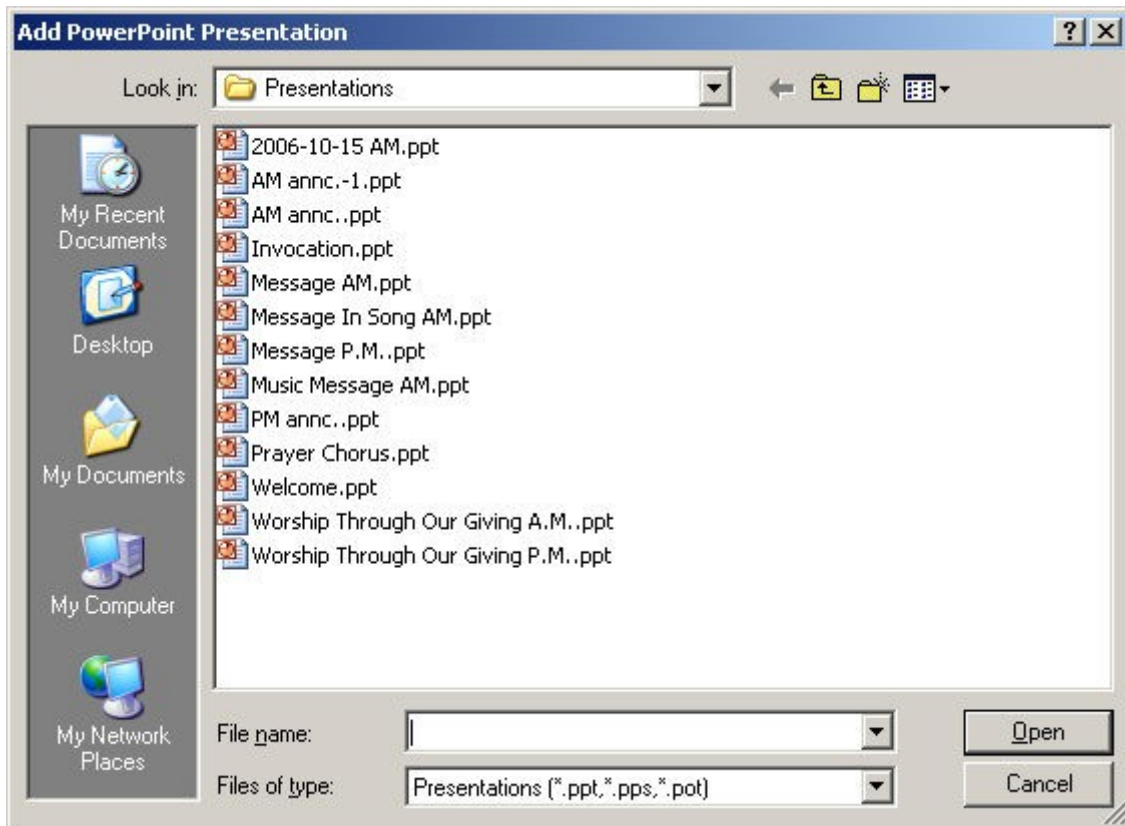 Add PowerPoint Presentation
Look in: Presentations
My Recent
Documents
Desktop
My Documents
My Computer
My Network
Places
2006-10-15 AM.ppt
AM annc.-1.ppt
AM annc..ppt
Invocation.ppt
Message AM.ppt
Message In Song AM.ppt
Message P.M..ppt
Music Message AM.ppt
PM annc..ppt
Prayer Chorus.ppt
Welcome.ppt
Worship Through Our Giving A.M..ppt
Worship Through Our Giving P.M..ppt
File name: Open
Files of type: Presentations (*.ppt,*.pps,*.pot) Cancel